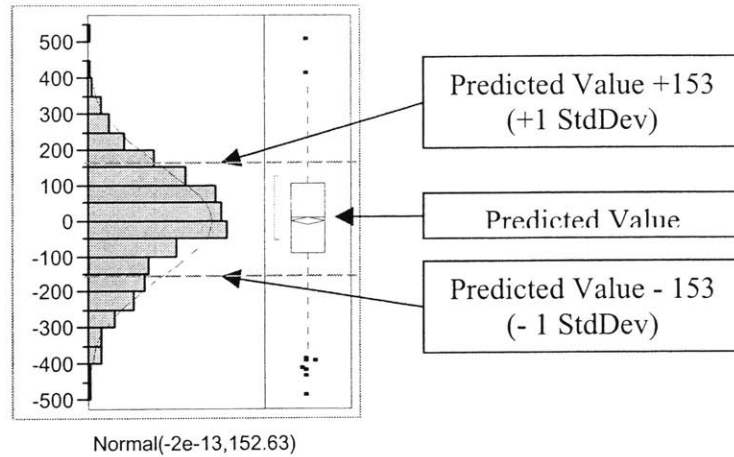 500
400
300
200
100
0
-100
-200
-300
-400
-500
Predicted Value +153
(+1 StdDev)
Predicted Value
Predicted Value - 153
(- 1 StdDev)
Normal(-2e-13,152.63)